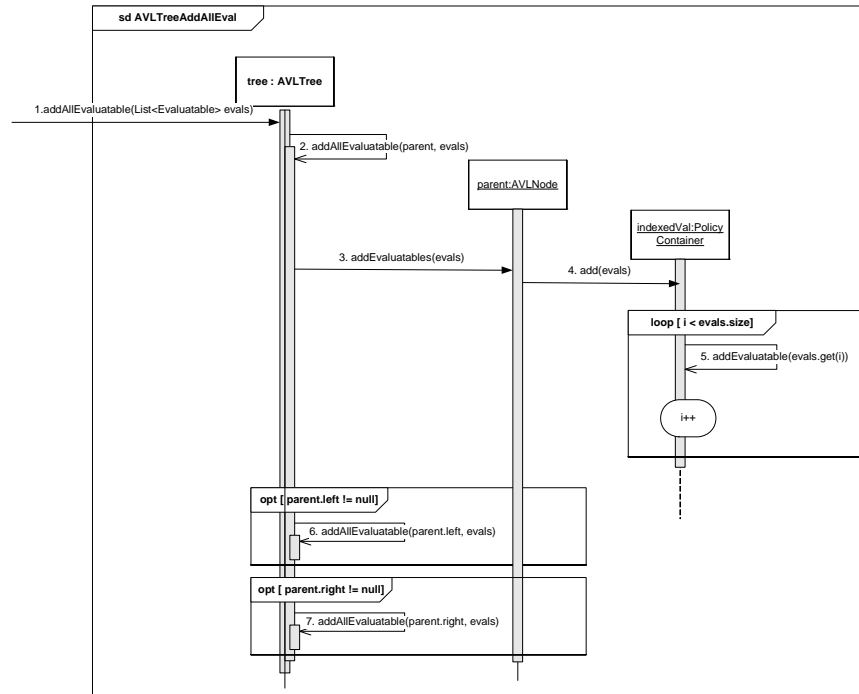 sd AVLTreeAddAllEval
tree : AVLTree
1.addAllEvaluatable(List<Evaluatable> evals)
2. addAllEvaluatable(parent, evals)
parent:AVLNode
indexedVal:Policy
Container
3. addEvaluatables(evals)
4. add(evals)
loop [ i < evals.size]
5. addEvaluatable(evals.get(i))
i++
opt [ parent.left != null]
6. addAllEvaluatable(parent.left, evals)
opt [ parent.right != null]
7. addAllEvaluatable(parent.right, evals)